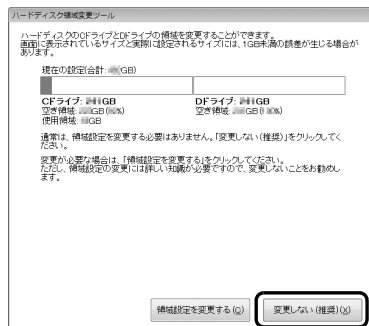 ハードディスク領域変更ツール
ハードディスクのCドライブとDドライブの領域を変更することができます。
画面に表示されているサイズと実際に設定されるサイズには、1GB未満の誤差が生じる場合が
あります。
現在の設定(合計: GB)
Cドライブ: GB
空き領域: GB( %)
使用領域: GB
Dドライブ: GB
空き領域: GB( %)
通常は、領域設定を変更する必要はありません。「変更しない(推奨)」をクリックしてく
ださい。
変更が必要な場合は、「領域設定を変更する」をクリックしてください。
ただし、領域設定の変更には詳しい知識が必要ですので、変更しないことをお勧めし
ます。
領域設定を変更する(C)
変更しない(推奨)(X)